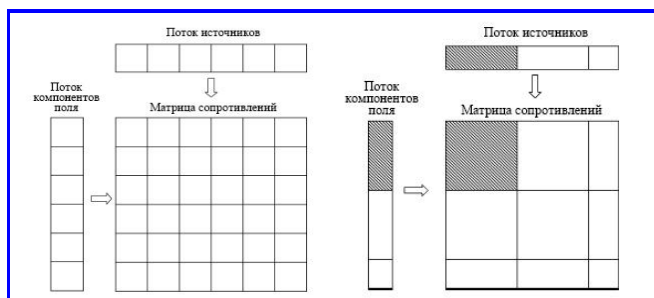 Поток источников
Поток
компонентов
поля
Матрица сопротивлений
Поток источников
Поток
компонентов
поля
Матрица сопротивлений